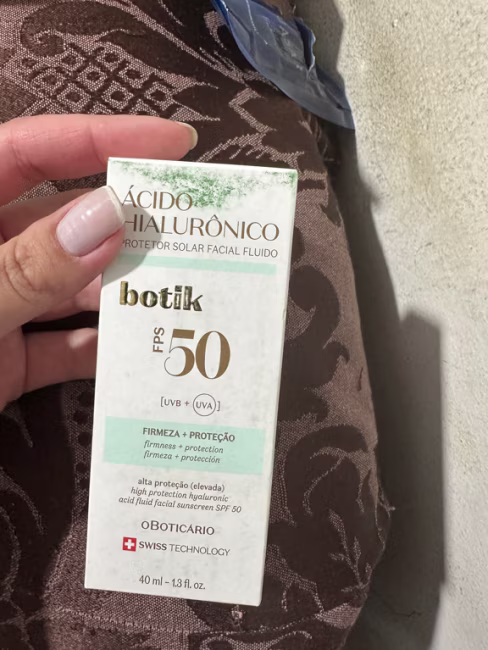 ÁCIDO
HIALURÔNICO
PROTETOR SOLAR FACIAL FLUIDO
botik
FPS 50
[UVB + UVA]
FIRMEZA + PROTEÇÃO
firmness + protection
firmeza + protección
alta proteção (elevada)
high protection hyaluronic
acid fluid facial sunscreen SPF 50
oBOTICÁRIO
SWISS TECHNOLOGY
40 ml – 1.3 fl. oz.